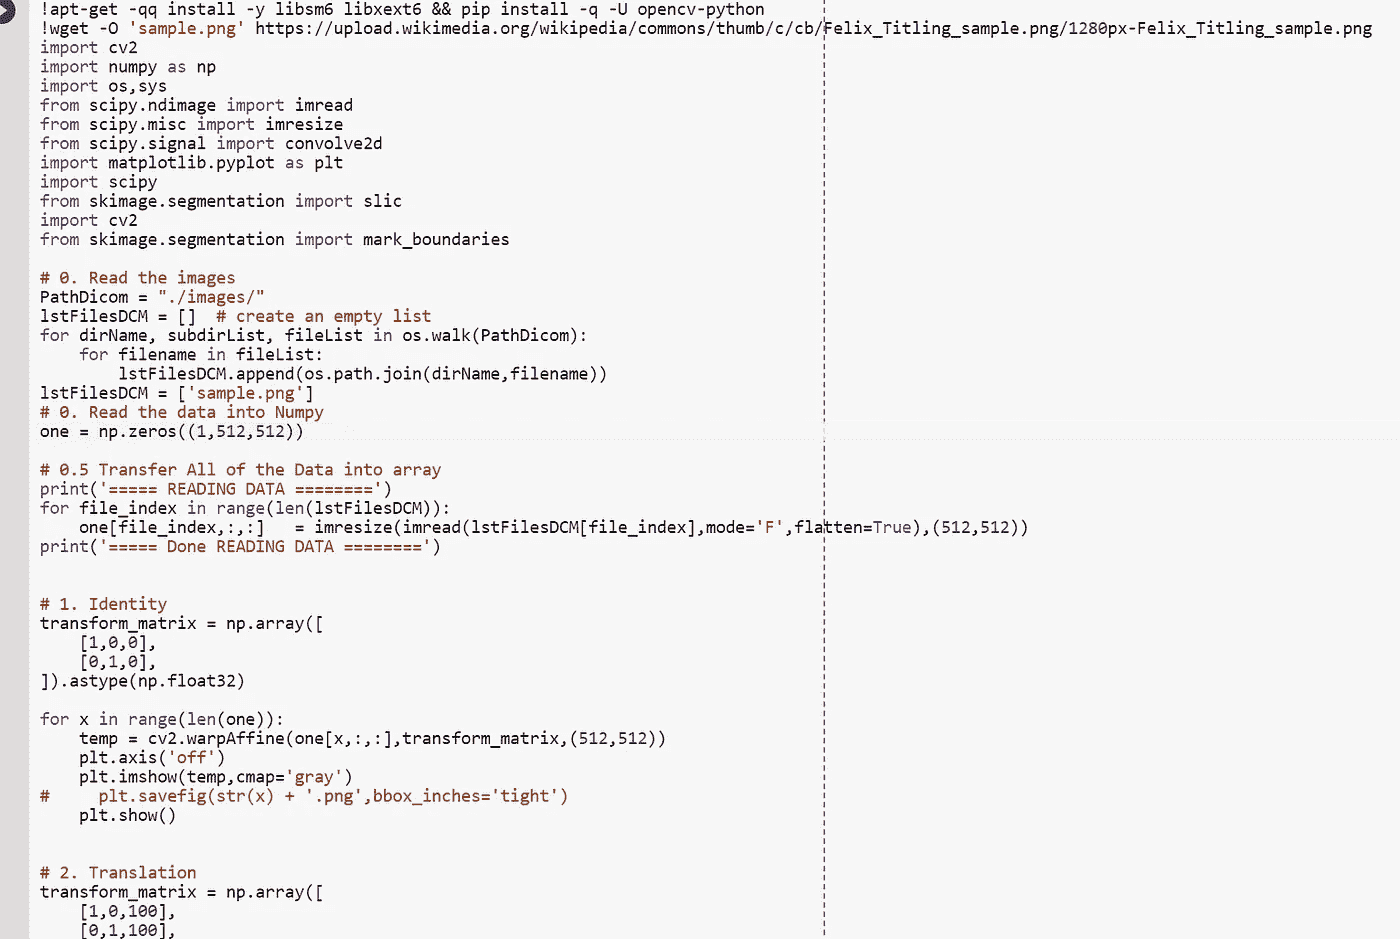 !apt-get -qq install -y libsm6 libxext6 && pip install -q -U opencv-python
!wget -O 'sample.png' https://upload.wikimedia.org/wikipedia/commons/thumb/c/cb/Felix_Titling_sample.png/1280px-Felix_Titling_sample.png
import cv2
import numpy as np
import os,sys
from scipy.ndimage import imread
from scipy.misc import imresize
from scipy.signal import convolve2d
import matplotlib.pyplot as plt
import scipy
from skimage.segmentation import slic
import cv2
from skimage.segmentation import mark_boundaries

# 0. Read the images
PathDicom = "./images/"
lstFilesDCM = []  # create an empty list
for dirName, subdirList, fileList in os.walk(PathDicom):
    for filename in fileList:
        lstFilesDCM.append(os.path.join(dirName,filename))
lstFilesDCM = ['sample.png']
# 0. Read the data into Numpy
one = np.zeros((1,512,512))

# 0.5 Transfer All of the Data into array
print('===== READING DATA ========')
for file_index in range(len(lstFilesDCM)):
    one[file_index,:,:]   = imresize(imread(lstFilesDCM[file_index],mode='F',flatten=True),(512,512))
print('===== Done READING DATA ========')

# 1. Identity
transform_matrix = np.array([
    [1,0,0],
    [0,1,0],
]).astype(np.float32)

for x in range(len(one)):
    temp = cv2.warpAffine(one[x,:,:],transform_matrix,(512,512))
    plt.axis('off')
    plt.imshow(temp,cmap='gray')
#     plt.savefig(str(x) + '.png',bbox_inches='tight')
    plt.show()

# 2. Translation
transform_matrix = np.array([
    [1,0,100],
    [0,1,100],